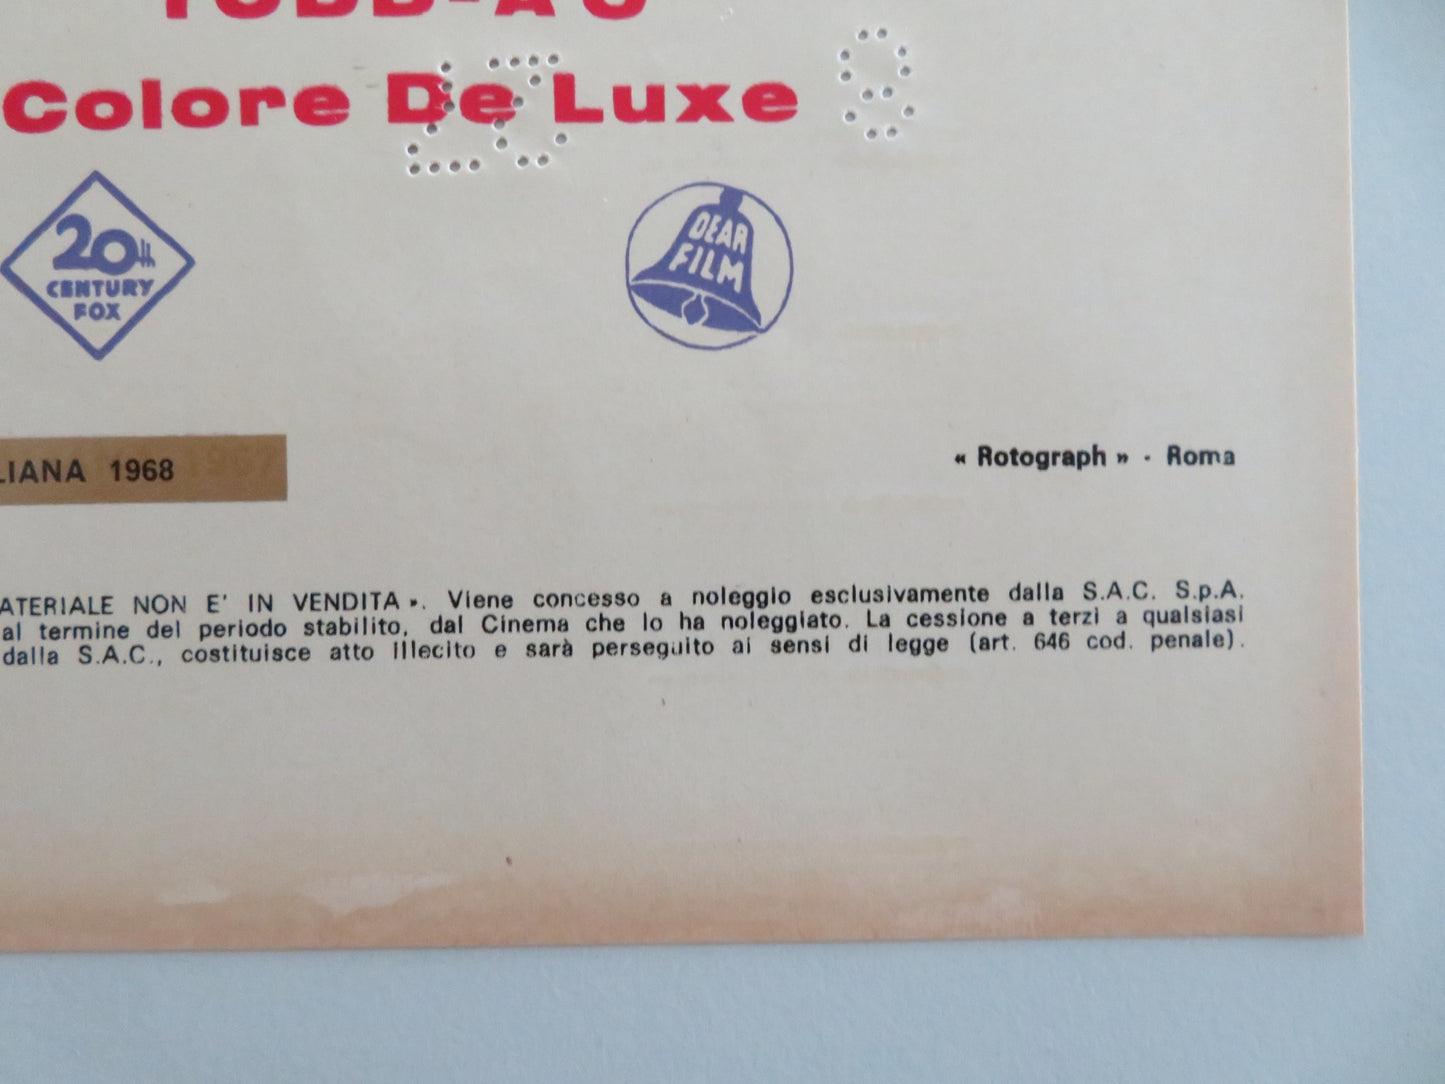 TODD-AO
Colore De Luxe
20th
CENTURY
FOX
DEAR
FILM
LIANA 1968
« Rotograph » - Roma
ATERIALE NON E' IN VENDITA ». Viene concesso a noleggio esclusivamente dalla S.A.C. S.p.A.
al termine del periodo stabilito, dal Cinema che lo ha noleggiato. La cessione a terzi a qualsiasi
dalla S.A.C., costituisce atto illecito e sarà perseguito ai sensi di legge (art. 646 cod. penale).